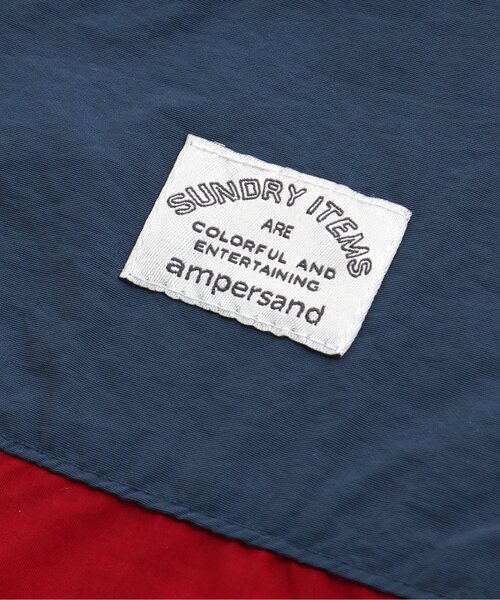 SUNDRY ITEMS
ARE
COLORFUL AND
ENTERTAINING
ampersand